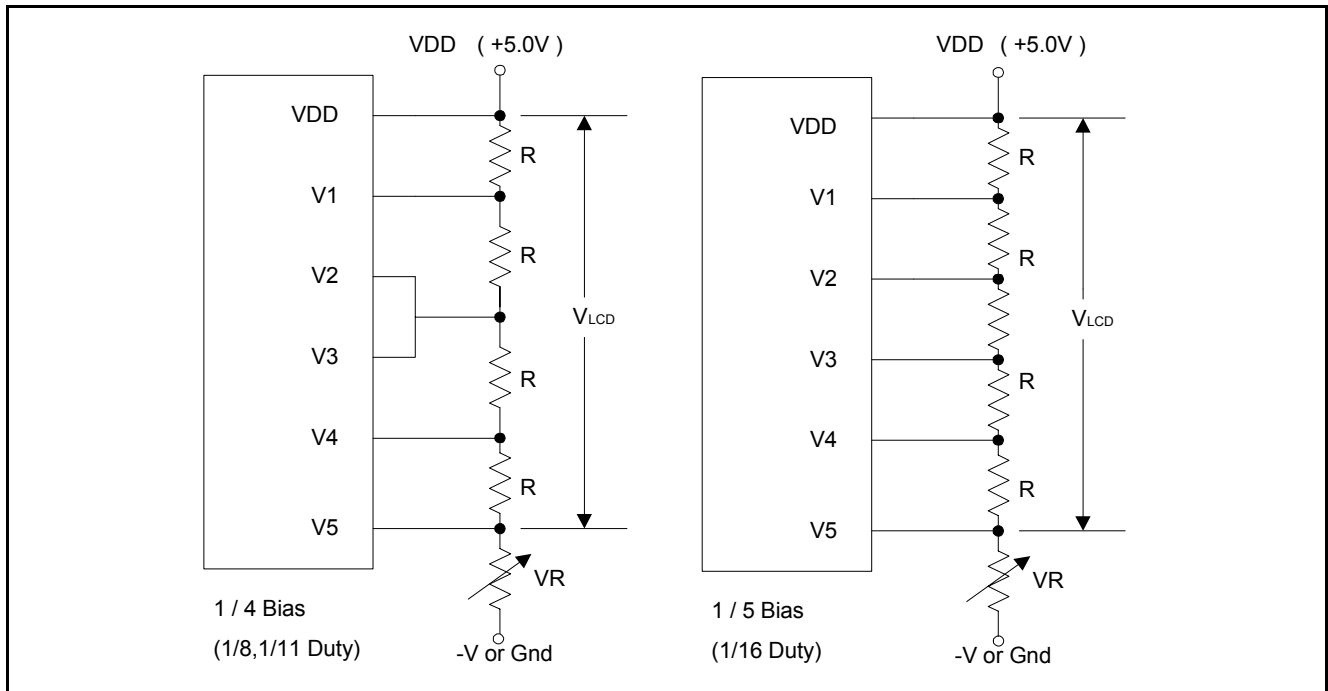 VDD ( +5.0V )
VDD
R
V1
R
V2
VLCD
V3
R
V4
R
V5
VR
1 / 4 Bias
(1/8,1/11 Duty)
-V or Gnd
VDD ( +5.0V )
VDD
R
V1
R
V2
VLCD
V3
R
V4
R
V5
VR
1 / 5 Bias
(1/16 Duty)
-V or Gnd